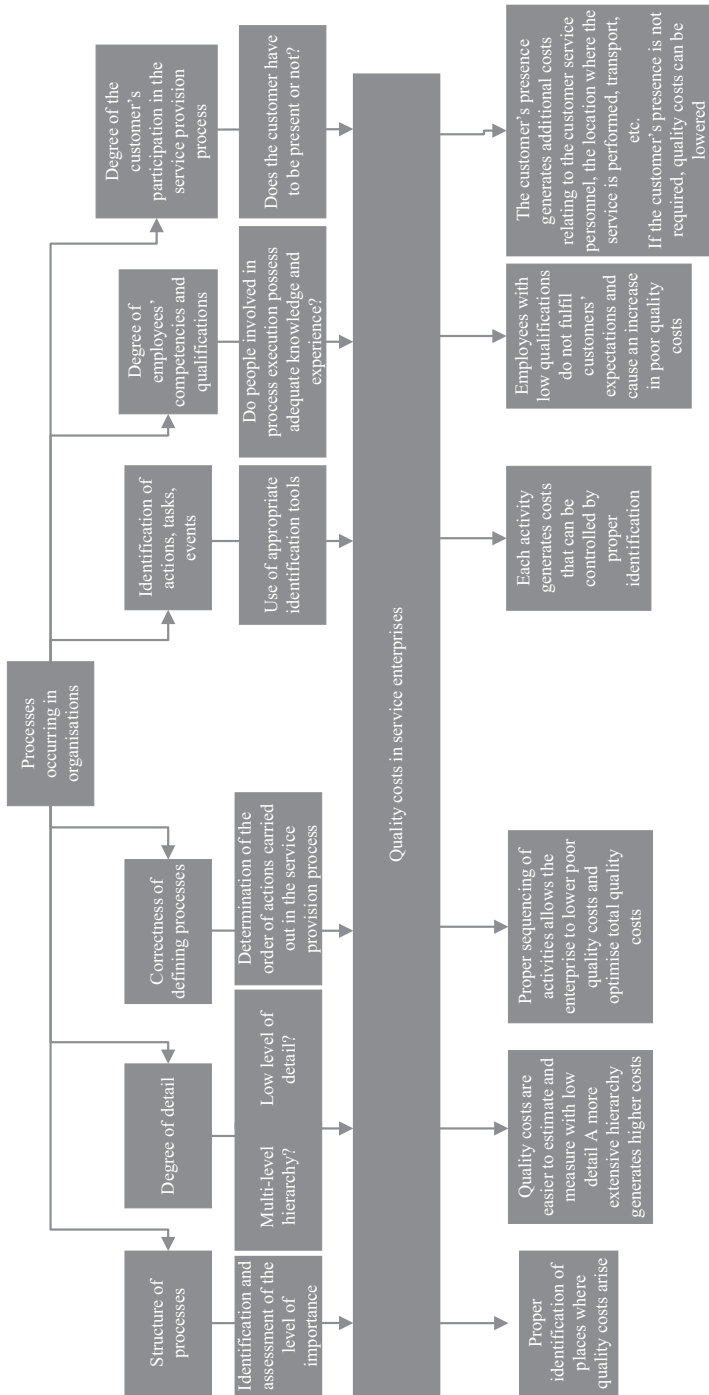 Processes
occurring in
organisations
Structure of
processes
Degree of detail
Correctness of
defining processes
Identification of
actions, tasks,
events
Degree of
employees'
competencies and
qualifications
Degree of the
customer's
participation in the
service provision
process
Identification and
assessment of the
level of
importance
Multi-level
hierarchy?
Low level of
detail?
Determination of the
order of actions carried
out in the service
provision process
Use of appropriate
identification tools
Do people involved in
process execution possess
adequate knowledge and
experience?
Does the customer have
to be present or not?
Quality costs in service enterprises
Proper
identification of
places where
quality costs arise
Quality costs are
easier to estimate and
measure with low
detail A more
extensive hierarchy
generates higher costs
Proper sequencing of
activities allows the
enterprise to lower poor
quality costs and
optimise total quality
costs
Each activity
generates costs
that can be
controlled by
proper
identification
Employees with
low qualifications
do not fulfil
customers'
expectations and
cause an increase
in poor quality
costs
The customer's presence
generates additional costs
relating to the customer service
personnel, the location where the
service is performed, transport,
etc.
If the customer's presence is not
required, quality costs can be
lowered